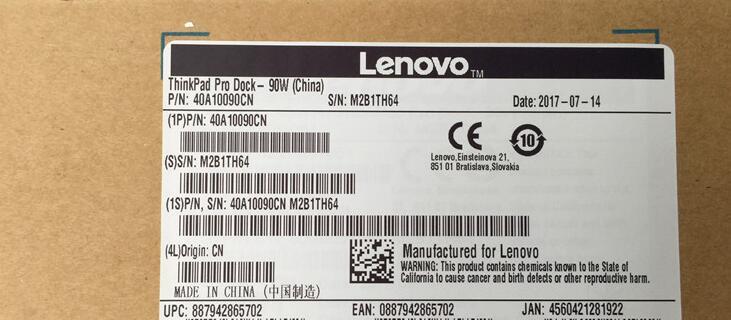 Lenovo TM
ThinkPad Pro Dock- 90W (China)
P/N: 40A10090CN S/N: M2B1TH64 Date: 2017-07-14
(1P)P/N: 40A10090CN
10
(S)S/N: M2B1TH64
Lenovo,Einsteinova 21,
851 01 Bratislava,Slovakia
(1S)P/N, S/N: 40A10090CN M2B1TH64
(4L)Origin: CN
Manufactured for Lenovo
WARNING: This product contains chemicals known to the State of
California to cause cancer and birth defects or other reproductive harm.
MADE IN CHINA (中国制造)
UPC: 887942865702 EAN: 0887942865702 JAN: 4560421281922